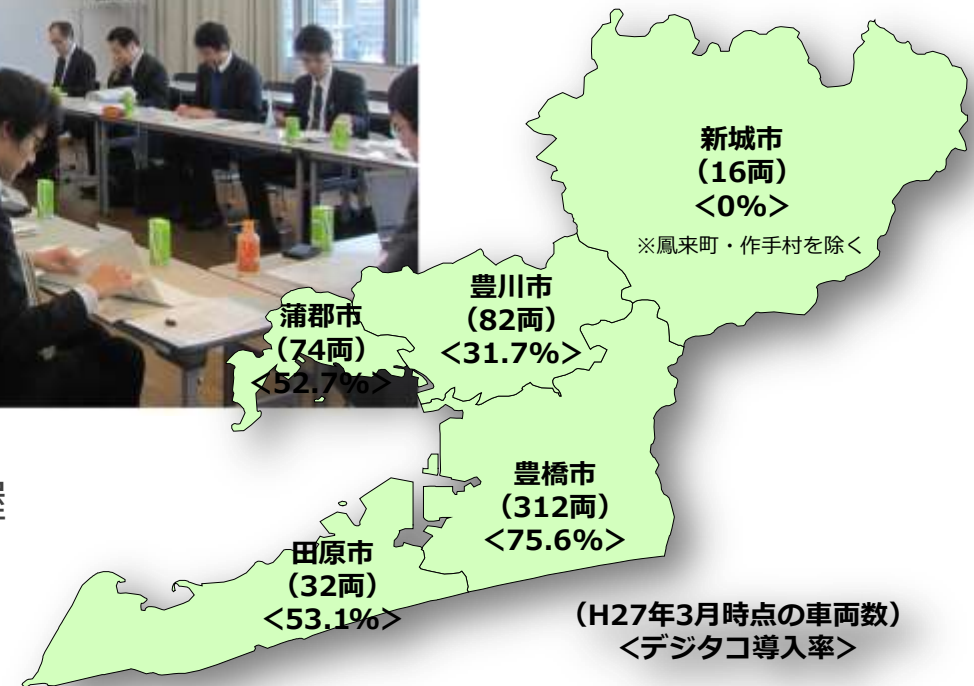 新城市
（16両）
<0%>
※鳳来町・作手村を除く
豊川市
（82両）
<31.7%>
蒲郡市
（74両）
<52.7%>
豊橋市
（312両）
<75.6%>
田原市
（32両）
<53.1%>
（H27年3月時点の車両数）
<デジタコ導入率>